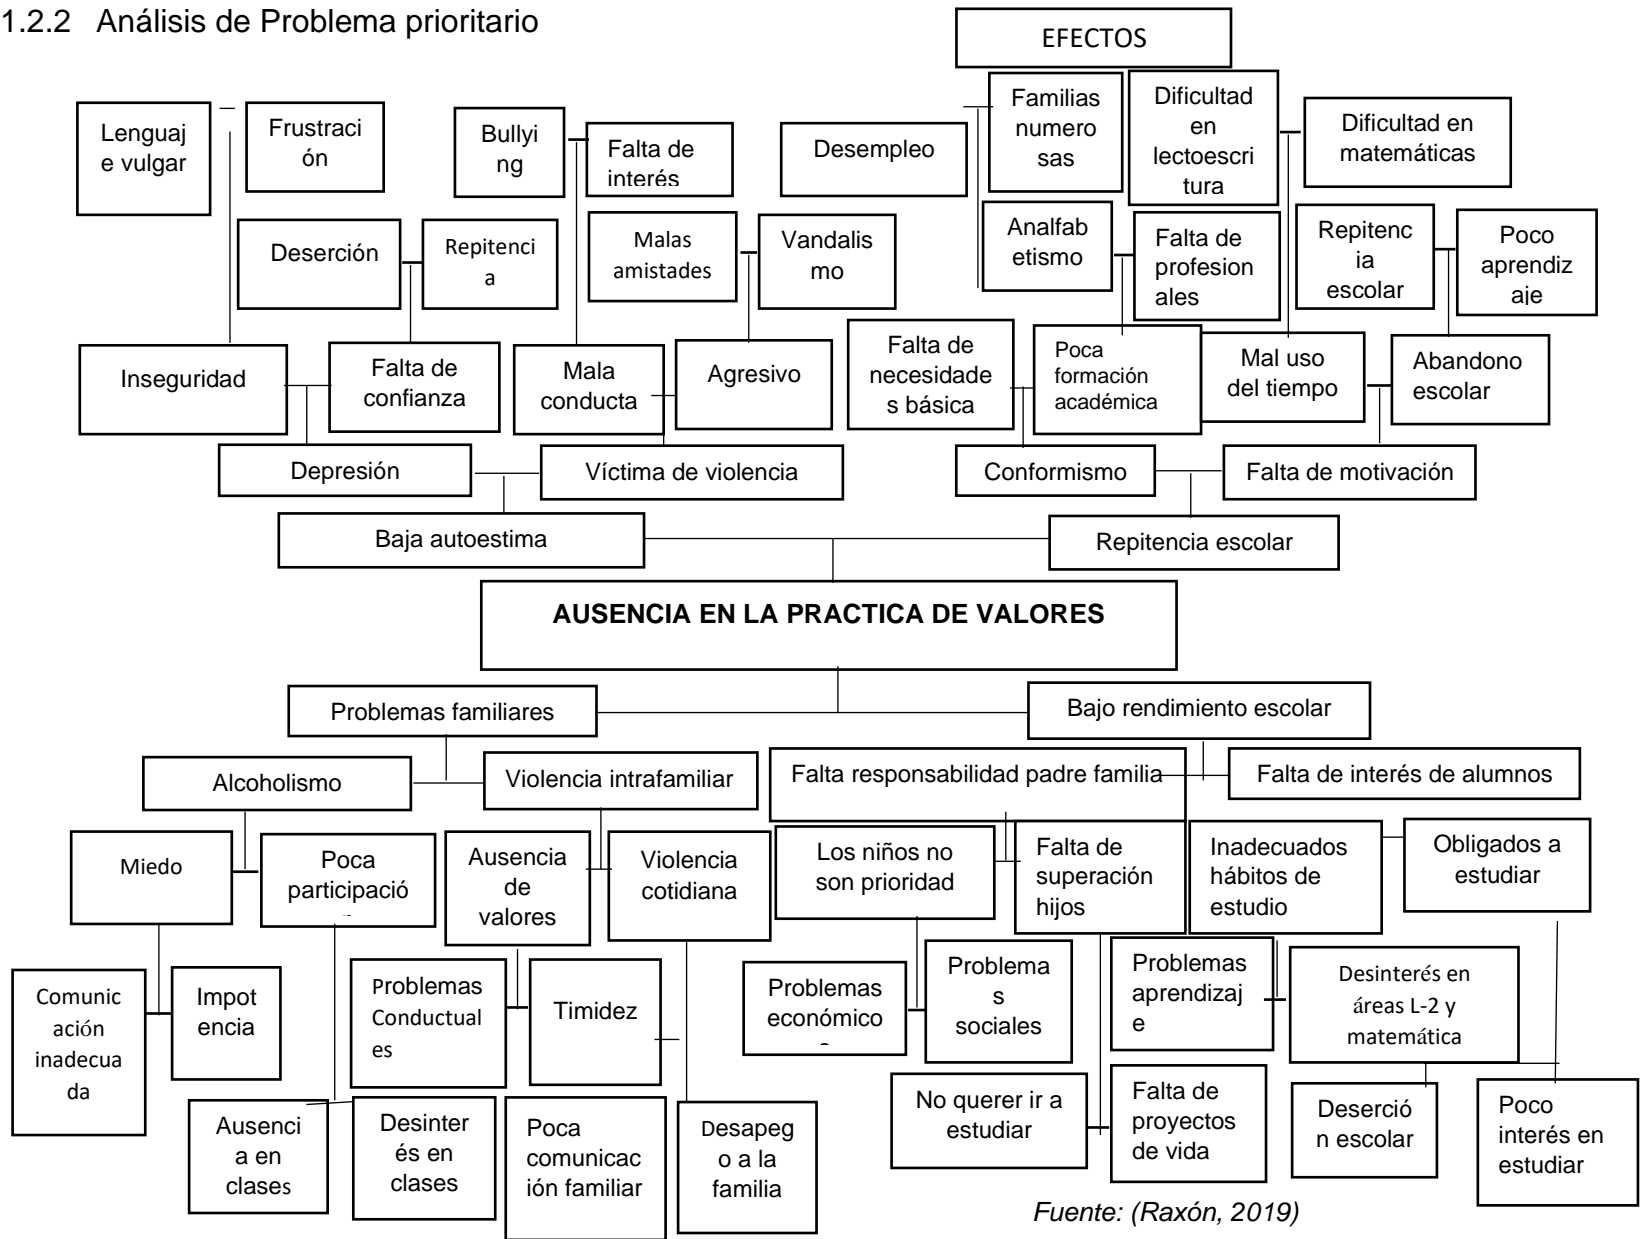 1.2.2 Análisis de Problema prioritario
EFECTOS
Lenguaj
e vulgar
Frustraci
ón
Bullyi
ng
Falta de
interés
Desempleo
Familias
numero
sas
Dificultad
en
lectoescri
tura
Dificultad en
matemáticas
Deserción
Repitenci
a
Malas
amistades
Vandalis
mo
Analfab
etismo
Falta de
profesion
ales
Repitenc
ia
escolar
Poco
aprendiz
aje
Inseguridad
Falta de
confianza
Mala
conducta
Agresivo
Falta de
necesidade
s básica
Poca
formación
académica
Mal uso
del tiempo
Abandono
escolar
Depresión
Víctima de violencia
Conformismo
Falta de motivación
Baja autoestima
Repitencia escolar
AUSENCIA EN LA PRACTICA DE VALORES
Problemas familiares
Bajo rendimiento escolar
Alcoholismo
Violencia intrafamiliar
Falta responsabilidad padre familia
Falta de interés de alumnos
Miedo
Poca
participació
Ausencia
de
valores
Violencia
cotidiana
Los niños no
son prioridad
Falta de
superación
hijos
Inadecuados
hábitos de
estudio
Obligados a
estudiar
Comunic
ación
inadecua
da
Impot
encia
Problemas
Conductual
es
Timidez
Problemas
económico
Problema
s
sociales
Problemas
aprendizaj
e
Desinterés en
áreas L-2 y
matemática
Ausenci
a en
clases
Desinter
és en
clases
Poca
comunicac
ión familiar
Desapeg
o a la
familia
No querer ir a
estudiar
Falta de
proyectos
de vida
Deserció
n escolar
Poco
interés en
estudiar
Fuente: (Raxón, 2019)